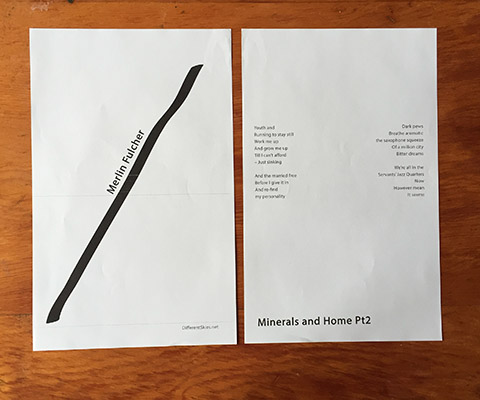 Merlin Fulcher
DifferentSkies.net
Youth and
Running to stay still
Work me up
And grow me up
Till I can't afford
– Just sinking
And the married free
Before I give it in
And re-find
my personality
Dark paws
Breathe aromatic
the saxophone squeeze
Of a million city
Bitter dreams
We're all in the
Servants' Jazz Quarters
Now
However mean
It seems
Minerals and Home Pt2